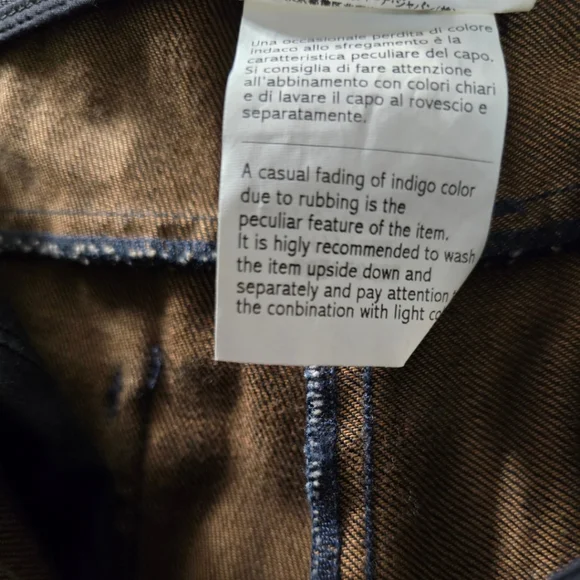 Una occasionale perdita di colore
indaco allo sfregamento è la
caratteristica peculiare del capo.
Si consiglia di fare attenzione
all'abbinamento con colori chiari
e di lavare il capo al rovescio e
separatamente.
A casual fading of indigo color
due to rubbing is the
peculiar feature of the item.
It is higly recommended to wash
the item upside down and
separately and pay attention
the conbination with light